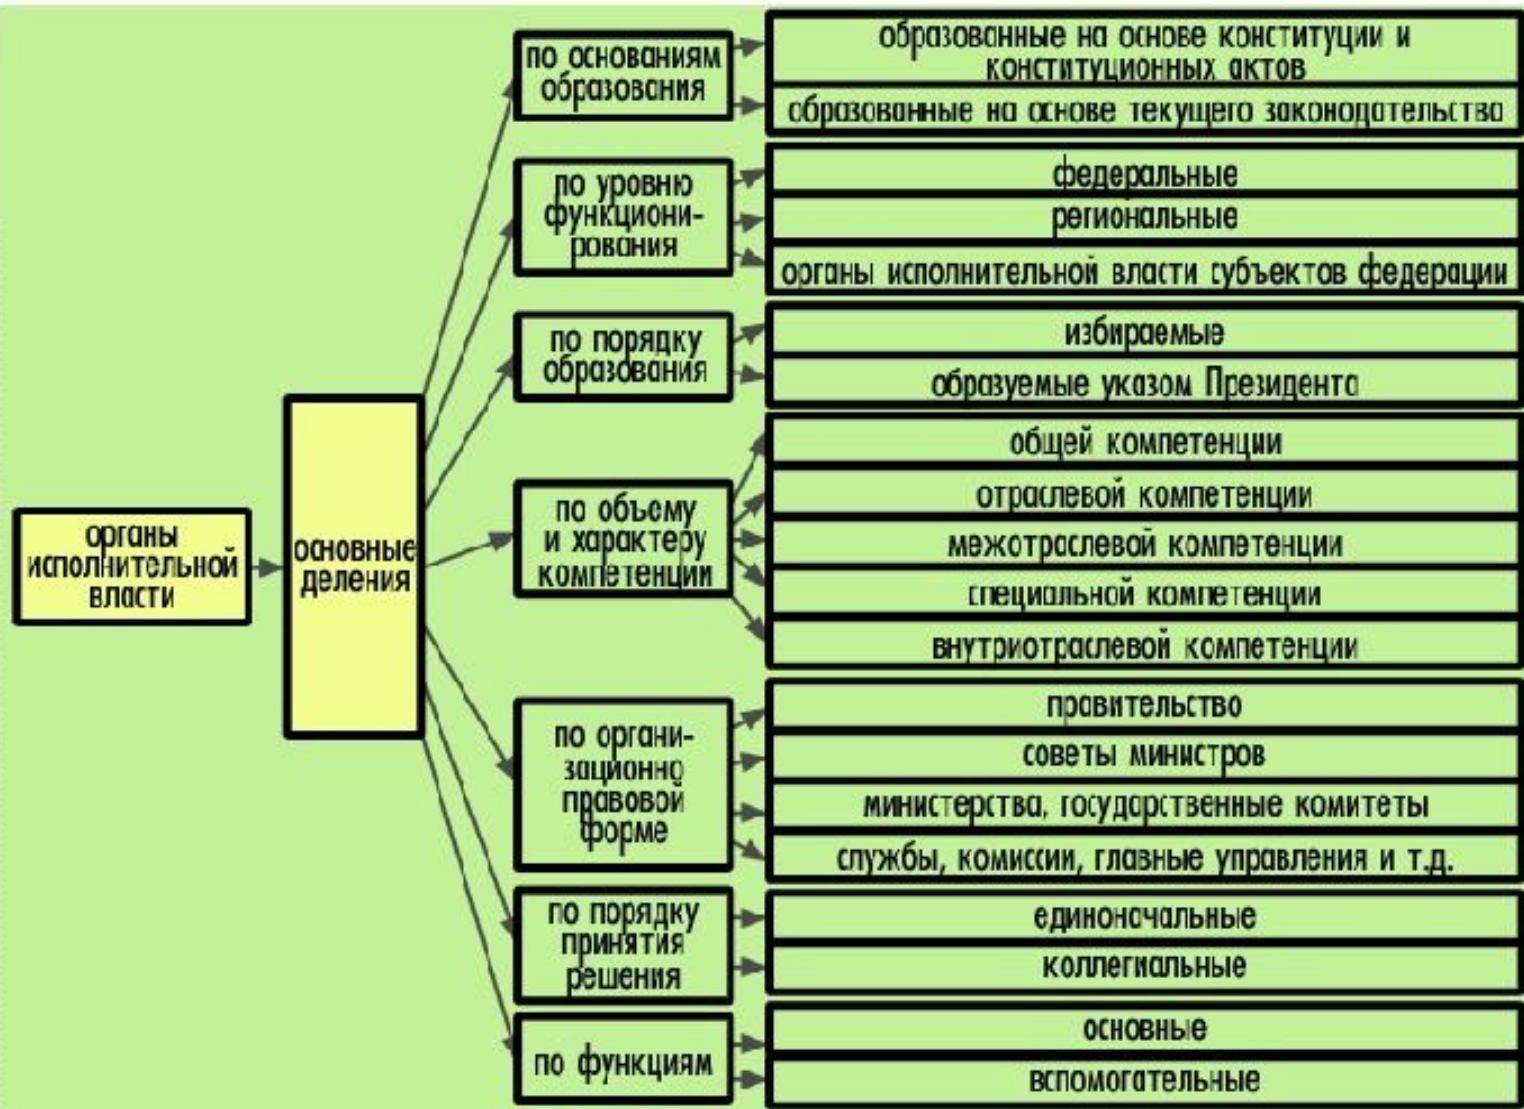 органы
исполнительной
власти
основные
деления
по основаниям
образования
образованные на основе конституции и
конституционных актов
образованные на основе текущего законодательства
по уровню
функциони-
рования
федеральные
региональные
органы исполнительной власти субъектов федерации
по порядку
образования
избираемые
образуемые указом Президента
по объему
и характеру
компетенции
общей компетенции
отраслевой компетенции
межотраслевой компетенции
специальной компетенции
внутриотраслевой компетенции
по органи-
зационно
правовой
форме
правительство
советы министров
министерства, государственные комитеты
службы, комиссии, главные управления и т.д.
по порядку
принятия
решения
единоначальные
коллегиальные
по функциям
основные
вспомогательные